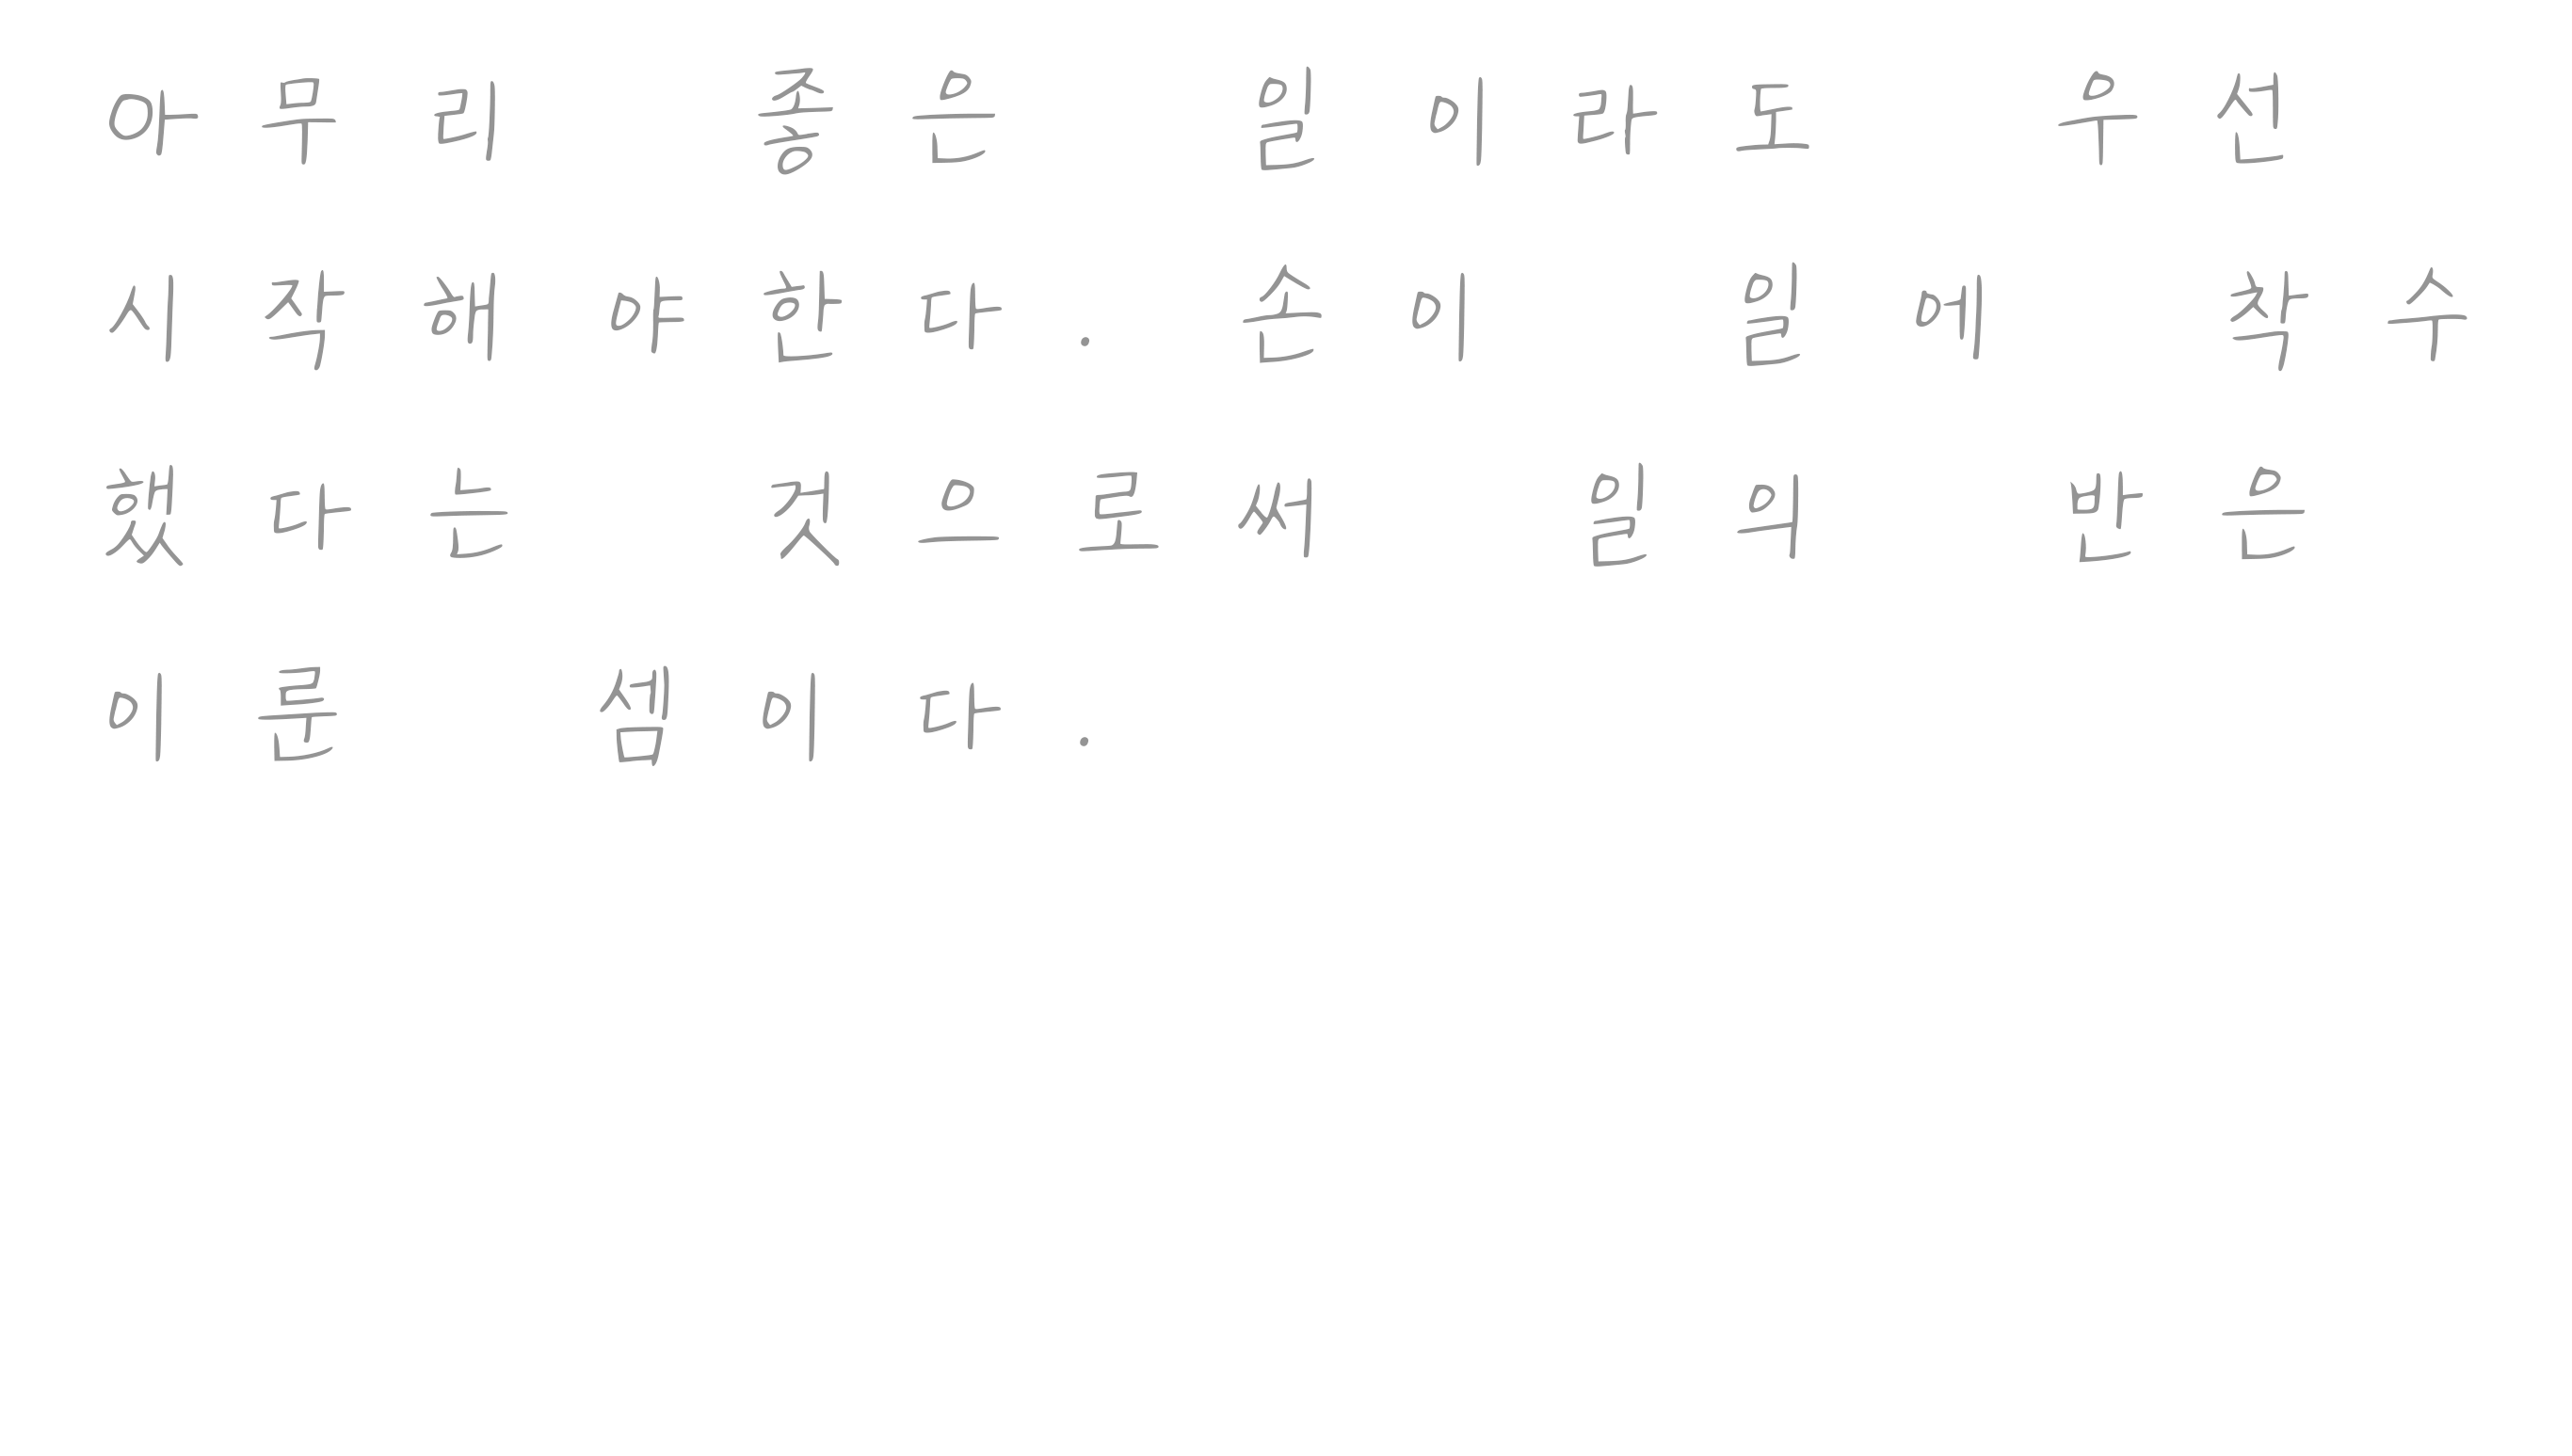 아무리 좋은 일이라도 우선
시작해야한다. 손이 일에 착수
했다는 것으로써 일의 반은
이룬 셈이다.